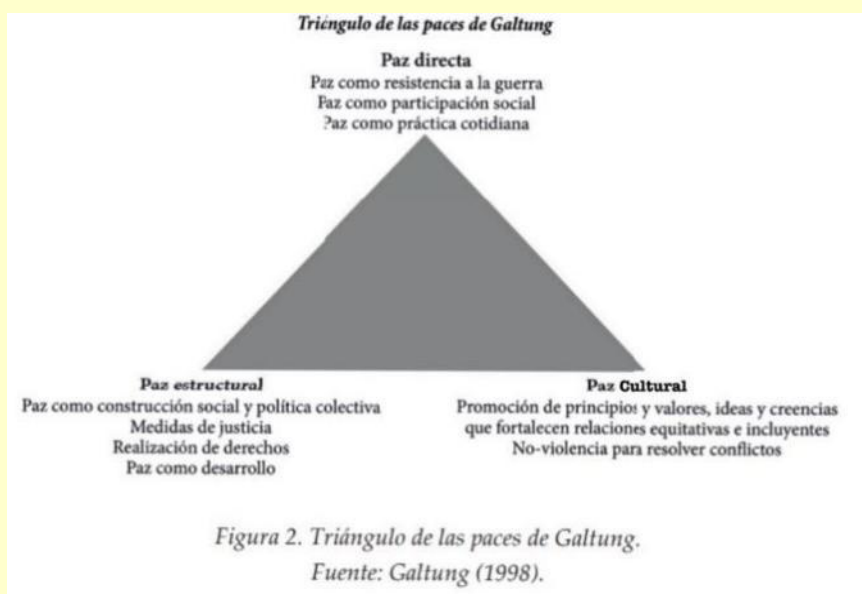 Triéngulo de las paces de Galtung
Paz directa
Paz como resistencia a la guerra
Paz como participación social
Paz como práctica cotidiana
Paz estructural
Paz como construcción social y política colectiva
Medidas de justicia
Realización de derechos
Paz como desarrollo
Paz Cultural
Promoción de principios y valores, ideas y creencias
que fortalecen relaciones equitativas e incluyentes
No-violencia para resolver conflictos
Figura 2. Triángulo de las paces de Galtung.
Fuente: Galtung (1998).